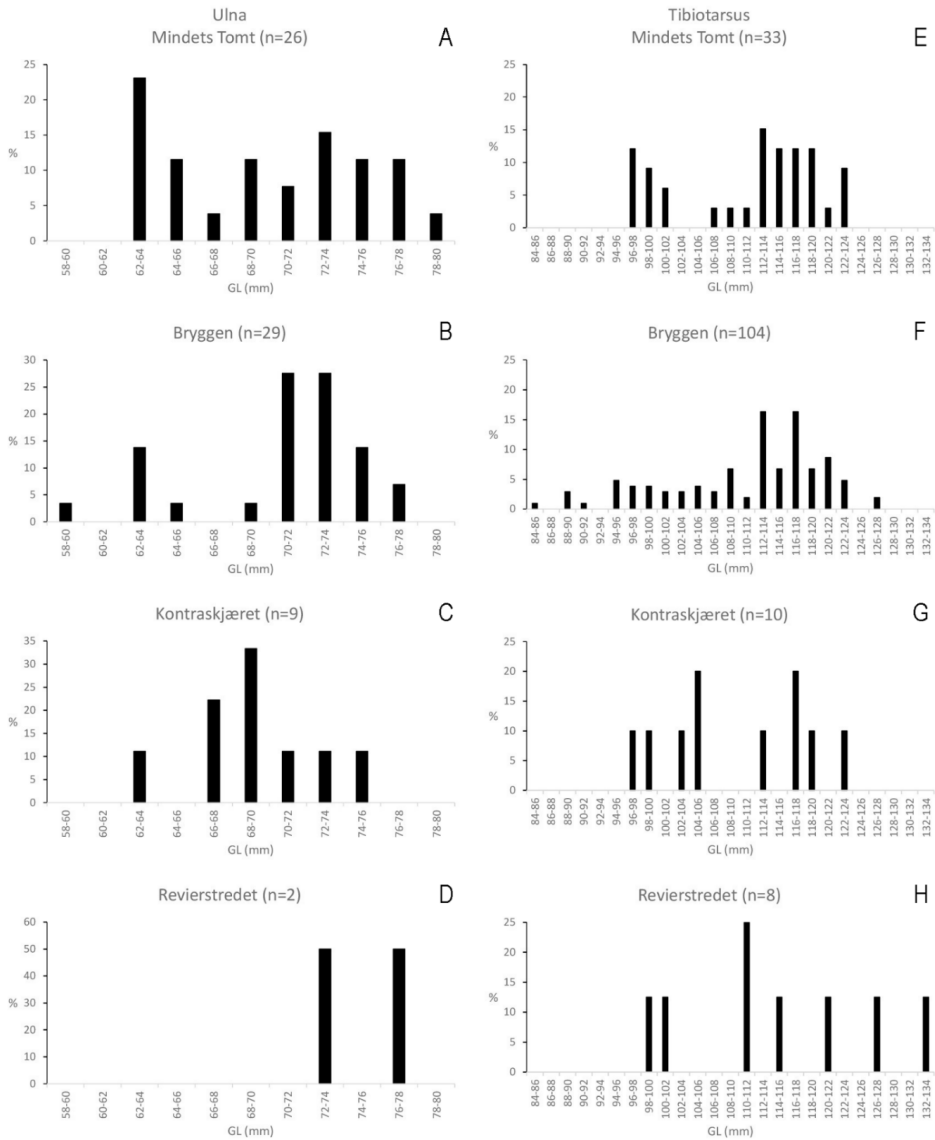 Ulna
Mindets Tomt (n=26)
A
25
20
15
%
10
5
0
58-60 60-62 62-64 64-66 66-68 68-70 70-72 72-74 74-76 76-78 78-80
GL (mm)
Bryggen (n=29)
B
30
25
20
%
15
10
5
0
58-60 60-62 62-64 64-66 66-68 68-70 70-72 72-74 74-76 76-78 78-80
GL (mm)
Kontraskjæret (n=9)
C
35
30
25
20
%
15
10
5
0
58-60 60-62 62-64 64-66 66-68 68-70 70-72 72-74 74-76 76-78 78-80
GL (mm)
Revierstredet (n=2)
D
60
50
40
%
30
20
10
0
58-60 60-62 62-64 64-66 66-68 68-70 70-72 72-74 74-76 76-78 78-80
GL (mm)
Tibiotarsus
Mindets Tomt (n=33)
E
25
20
%
15
10
5
0
84-86 86-88 88-90 90-92 92-94 94-96 96-98 98-100 100-102 102-104 104-106 106-108 108-110 110-112 112-114 114-116 116-118 118-120 120-122 122-124 124-126 126-128 128-130 130-132 132-134
GL (mm)
Bryggen (n=104)
F
25
20
%
15
10
5
0
84-86 86-88 88-90 90-92 92-94 94-96 96-98 98-100 100-102 102-104 104-106 106-108 108-110 110-112 112-114 114-116 116-118 118-120 120-122 122-124 124-126 126-128 128-130 130-132 132-134
GL (mm)
Kontraskjæret (n=10)
G
25
20
%
15
10
5
0
84-86 86-88 88-90 90-92 92-94 94-96 96-98 98-100 100-102 102-104 104-106 106-108 108-110 110-112 112-114 114-116 116-118 118-120 120-122 122-124 124-126 126-128 128-130 130-132 132-134
GL (mm)
Revierstredet (n=8)
H
25
20
%
15
10
5
0
84-86 86-88 88-90 90-92 92-94 94-96 96-98 98-100 100-102 102-104 104-106 106-108 108-110 110-112 112-114 114-116 116-118 118-120 120-122 122-124 124-126 126-128 128-130 130-132 132-134
GL (mm)